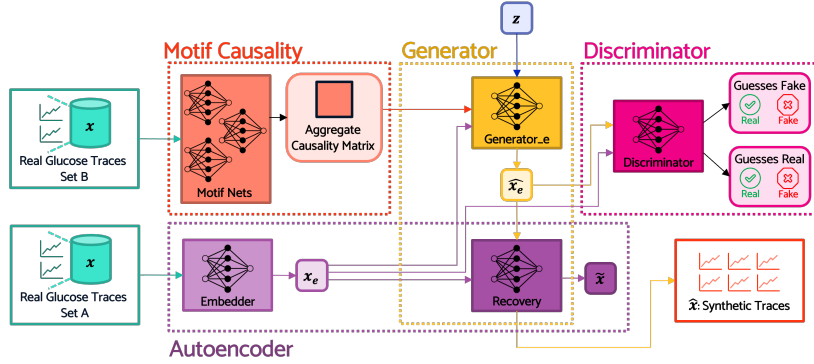 z
Motif Causality
Generator
Discriminator
x
Real Glucose Traces
Set B
Motif Nets
Aggregate
Causality Matrix
Generator_e
Discriminator
Guesses Fake
Real
Fake
Guesses Real
Real
Fake
x̂ₑ
x
Real Glucose Traces
Set A
Embedder
xₑ
Recovery
x̃
x̂: Synthetic Traces
Autoencoder